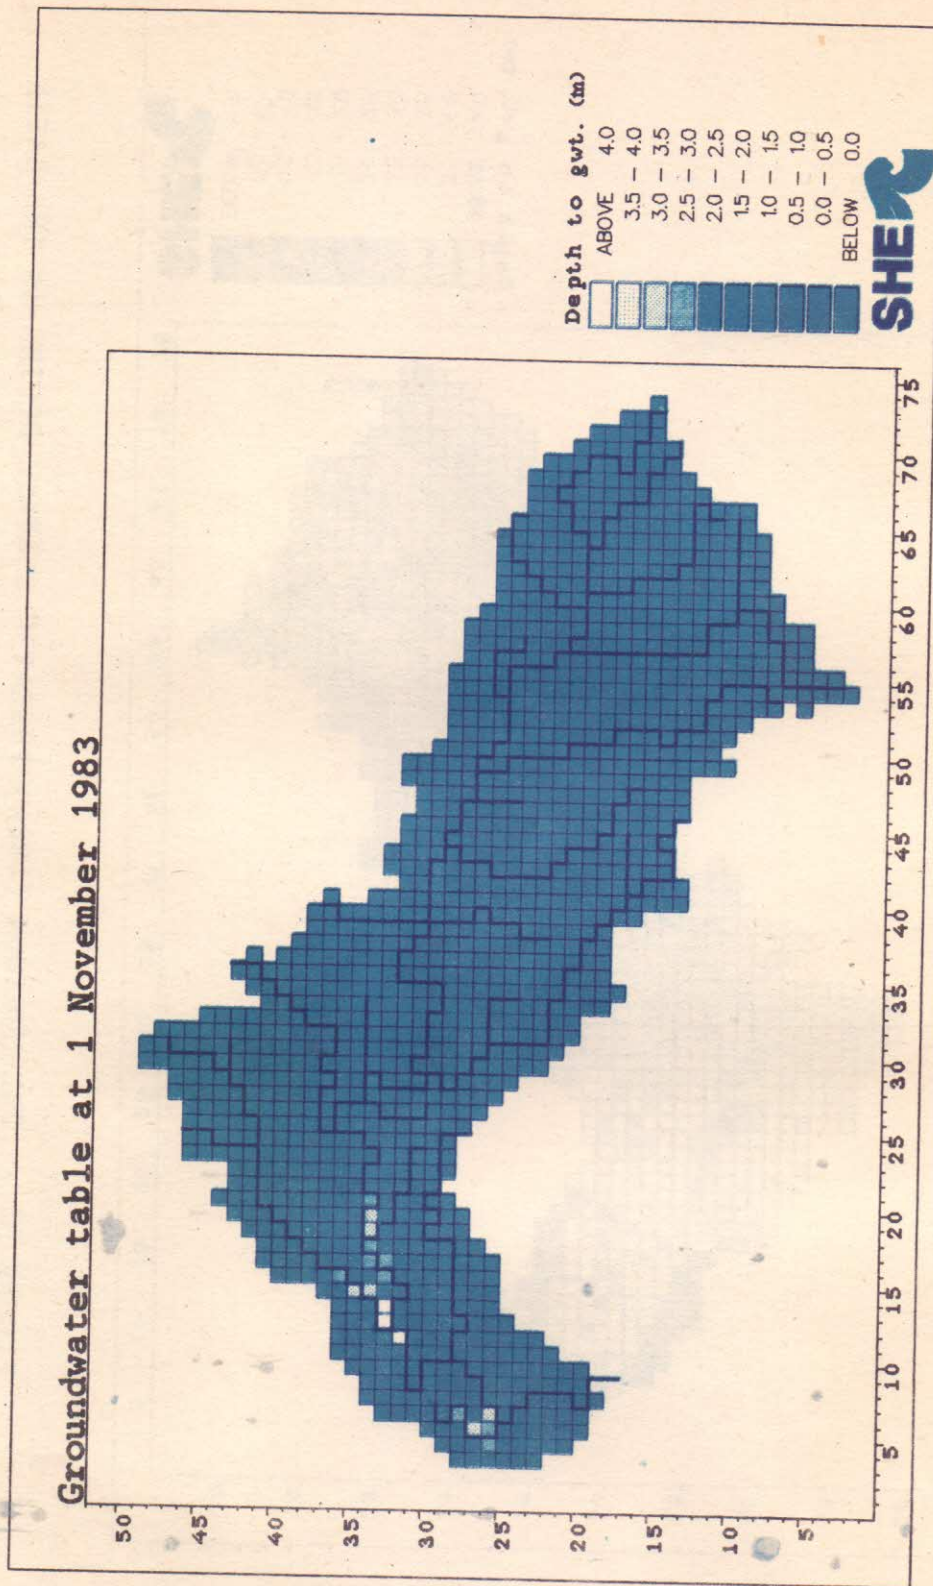 Groundwater table at 1 November 1983
Depth to gwt. (m)
ABOVE 4.0
3.5 – 4.0
3.0 – 3.5
2.5 – 3.0
2.0 – 2.5
1.5 – 2.0
1.0 – 1.5
0.5 – 1.0
0.0 – 0.5
BELOW 0.0
SHE
50
45
40
35
30
25
20
15
10
5
5 10 15 20 25 30 35 40 45 50 55 60 65 70 75